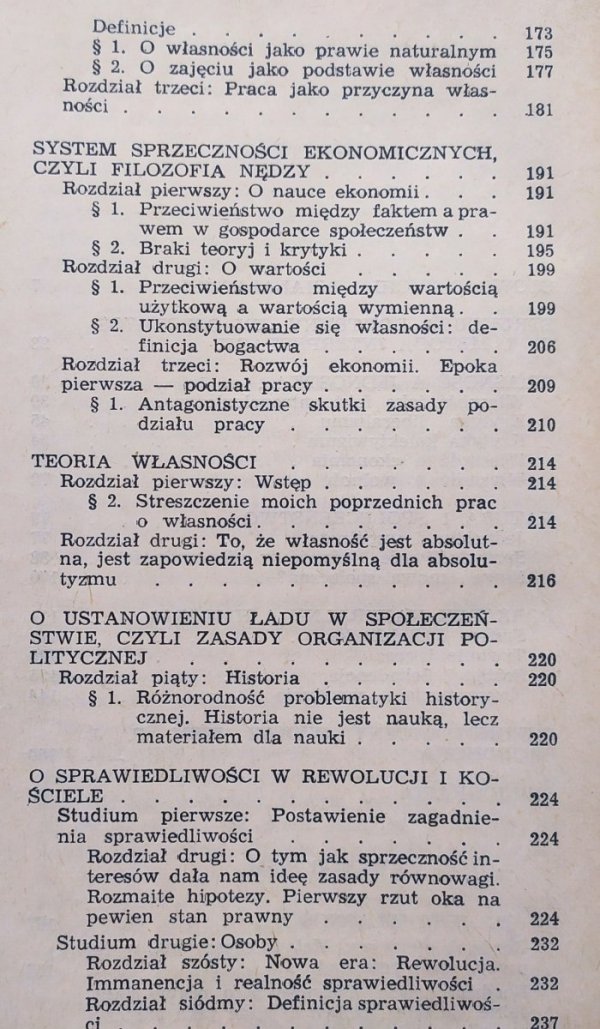 Definicje . . . . . . . . . 173
§ 1. O własności jako prawie naturalnym 175
§ 2. O zajęciu jako podstawie własności 177
Rozdział trzeci: Praca jako przyczyna włas-
ności . . . . . . . . . . . 181
SYSTEM SPRZECZNOŚCI EKONOMICZNYCH,
CZYLI FILOZOFIA NĘDZY . . . . . . 191
Rozdział pierwszy: O nauce ekonomii . . . 191
§ 1. Przeciwieństwo między faktem a pra-
wem w gospodarce społeczeństw . . 191
§ 2. Braki teoryj i krytyki . . . . . 195
Rozdział drugi: O wartości . . . . . 199
§ 1. Przeciwieństwo między wartością
użytkową a wartością wymienną . . 199
§ 2. Ukonstytuowanie się własności: de-
finicja bogactwa . . . . . . . 206
Rozdział trzeci: Rozwój ekonomii. Epoka
pierwsza — podział pracy . . . . . 209
§ 1. Antagonistyczne skutki zasady po-
działu pracy . . . . . . . 210
TEORIA WŁASNOŚCI . . . . . . . 214
Rozdział pierwszy: Wstęp . . . . . . 214
§ 2. Streszczenie moich poprzednich prac
o własności . . . . . . . . 214
Rozdział drugi: To, że własność jest absolut-
na, jest zapowiedzią niepomyślną dla absolu-
tyzmu . . . . . . . . . . 216
O USTANOWIENIU ŁADU W SPOŁECZEŃ-
STWIE, CZYLI ZASADY ORGANIZACJI PO-
LITYCZNEJ . . . . . . . . . 220
Rozdział piąty: Historia . . . . . . 220
§ 1. Różnorodność problematyki history-
cznej. Historia nie jest nauką, lecz
materiałem dla nauki . . . . . 220
O SPRAWIEDLIWOŚCI W REWOLUCJI I KO-
ŚCIELE . . . . . . . . . . . 224
Studium pierwsze: Postawienie zagadnie-
nia sprawiedliwości . . . . . . . 224
Rozdział drugi: O tym jak sprzeczność in-
teresów dała nam ideę zasady równowagi.
Rozmaite hipotezy. Pierwszy rzut oka na
pewien stan prawny . . . . . . 224
Studium drugie: Osoby . . . . . . . 232
Rozdział szósty: Nowa era: Rewolucja.
Immanencja i realność sprawiedliwości . 232
Rozdział siódmy: Definicja sprawiedliwoś-
ci . . . . . . . . . . 237